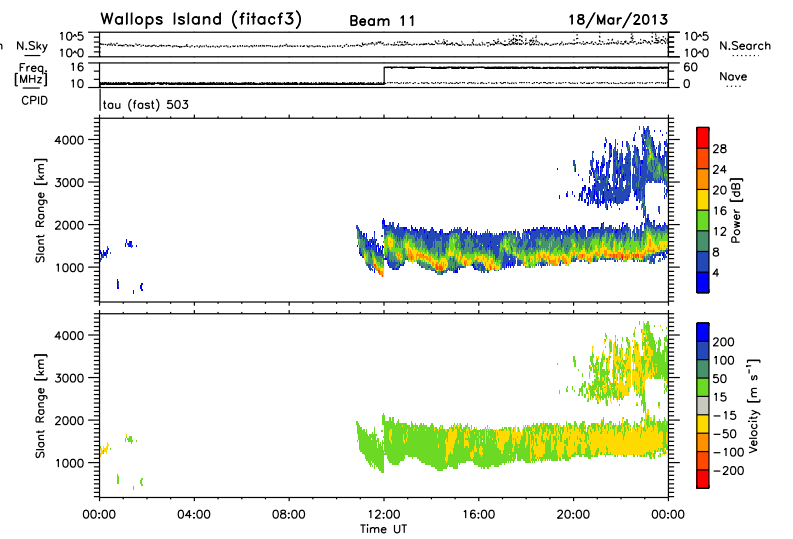 Wallops Island (fitacf3) Beam 11 18/Mar/2013
n N.Sky 10^5 10^0 10^5 10^0 N.Search
Freq. [MHz] 16 10 60 0 Nave
CPID tau (fast) 503
Slant Range [km] 4000 3000 2000 1000
Power [dB] 28 24 20 16 12 8 4
Slant Range [km] 4000 3000 2000 1000
Velocity [m s⁻¹] 200 100 50 15 -15 -50 -100 -200
00:00 04:00 08:00 12:00 16:00 20:00 00:00
Time UT